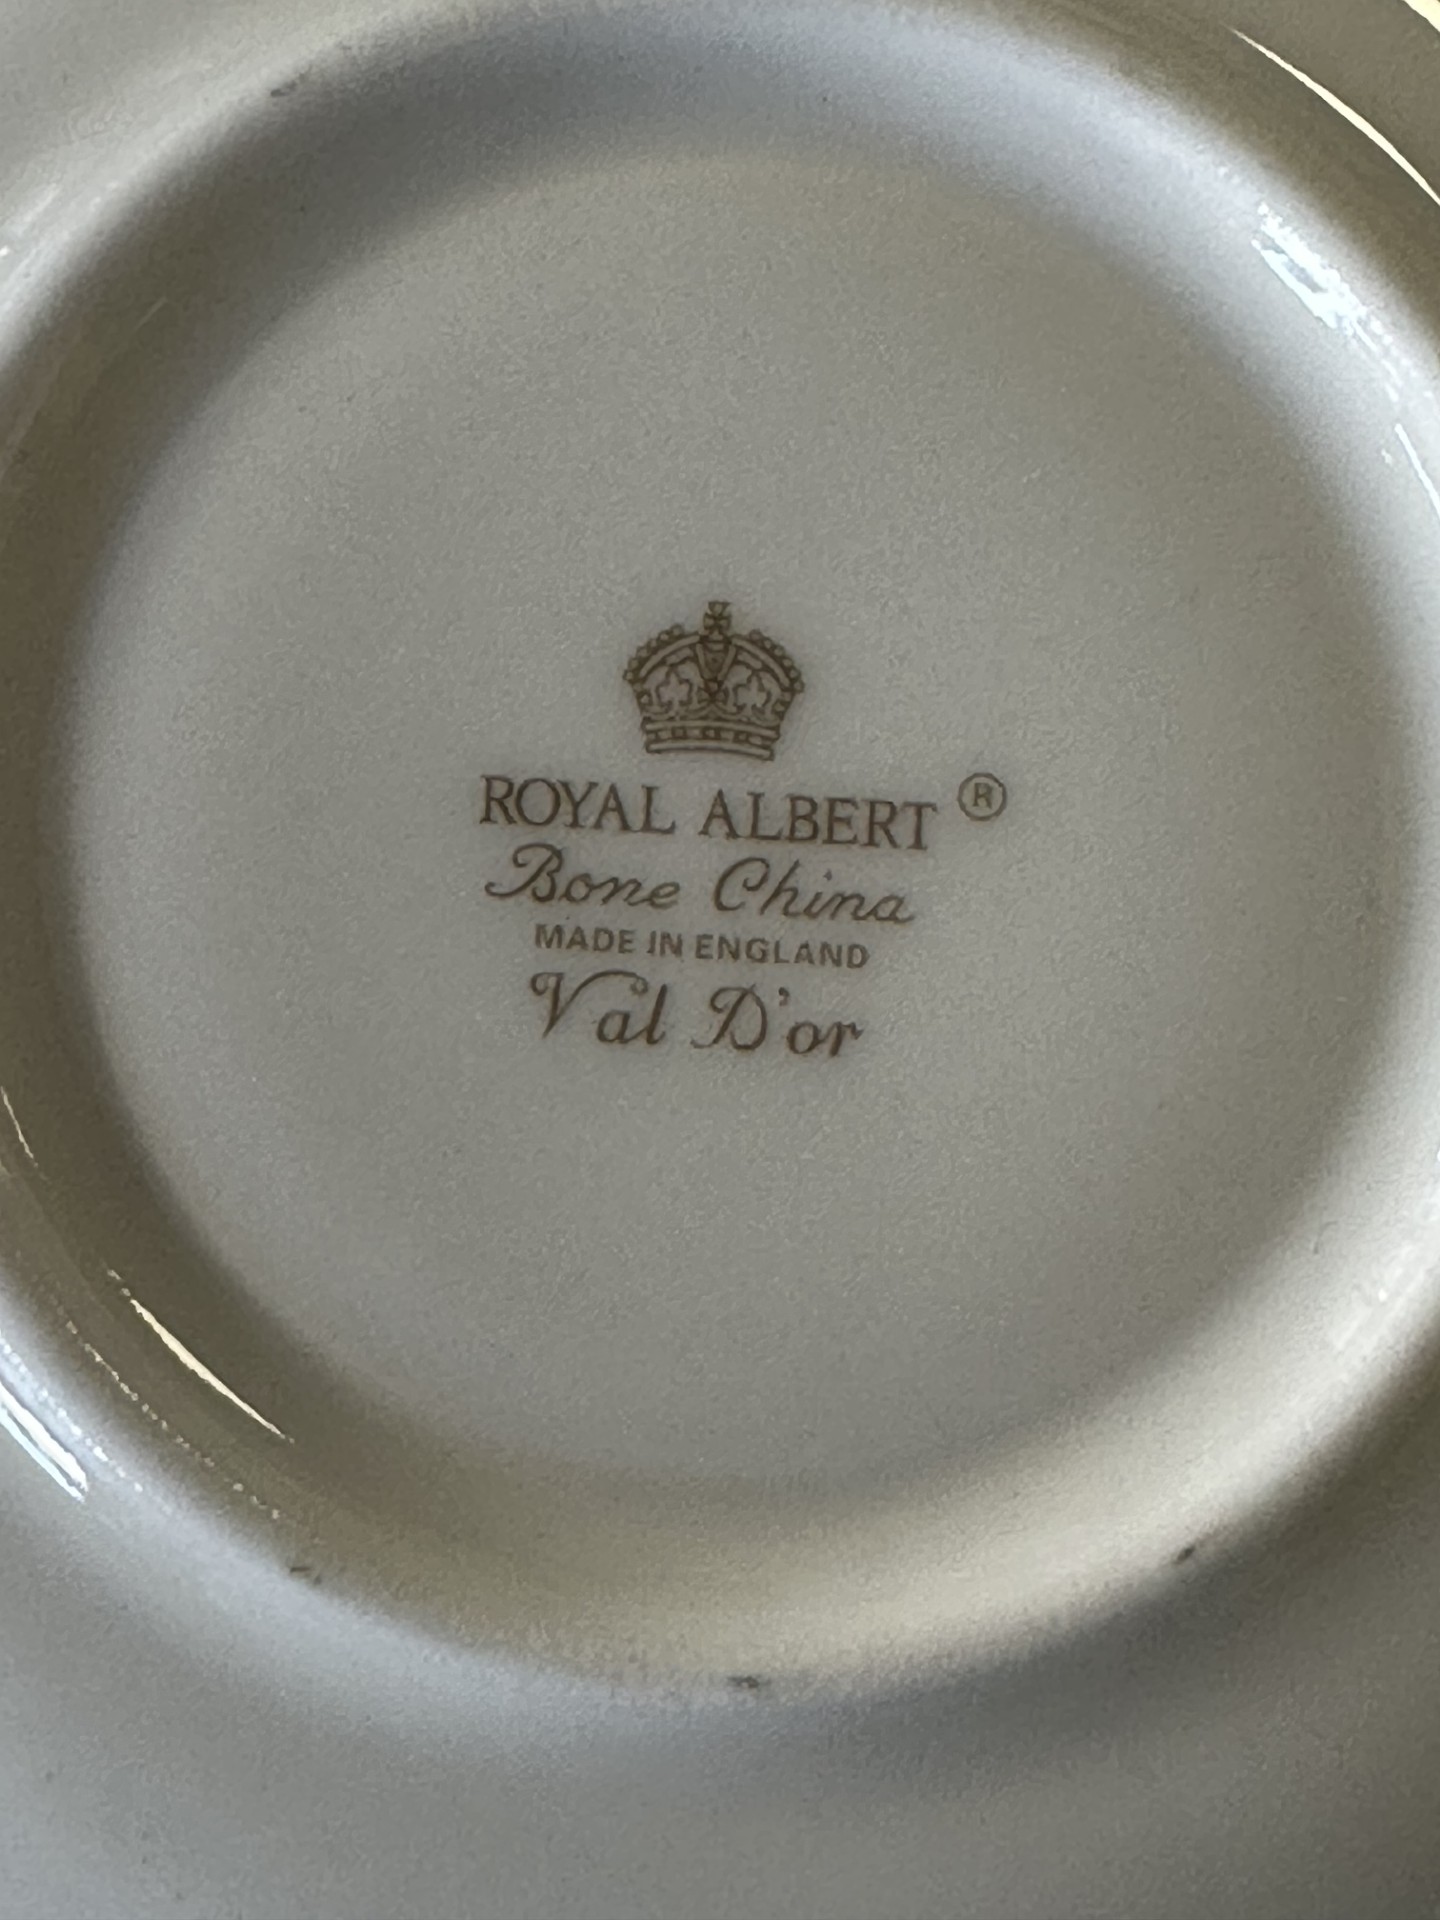 ROYAL ALBERT ®
Bone China
MADE IN ENGLAND
Val D'or